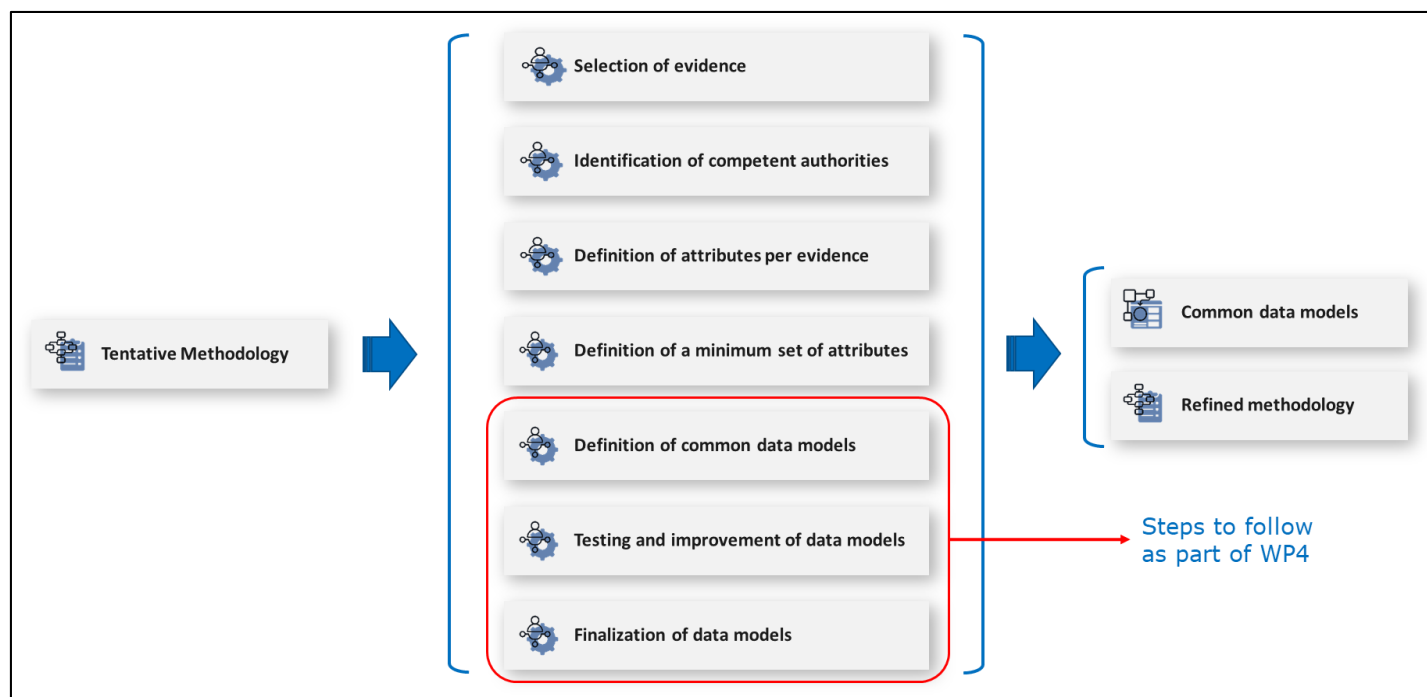 Selection of evidence
Identification of competent authorities
Definition of attributes per evidence
Tentative Methodology
Definition of a minimum set of attributes
Definition of common data models
Testing and improvement of data models
Finalization of data models
Common data models
Refined methodology
Steps to follow
as part of WP4